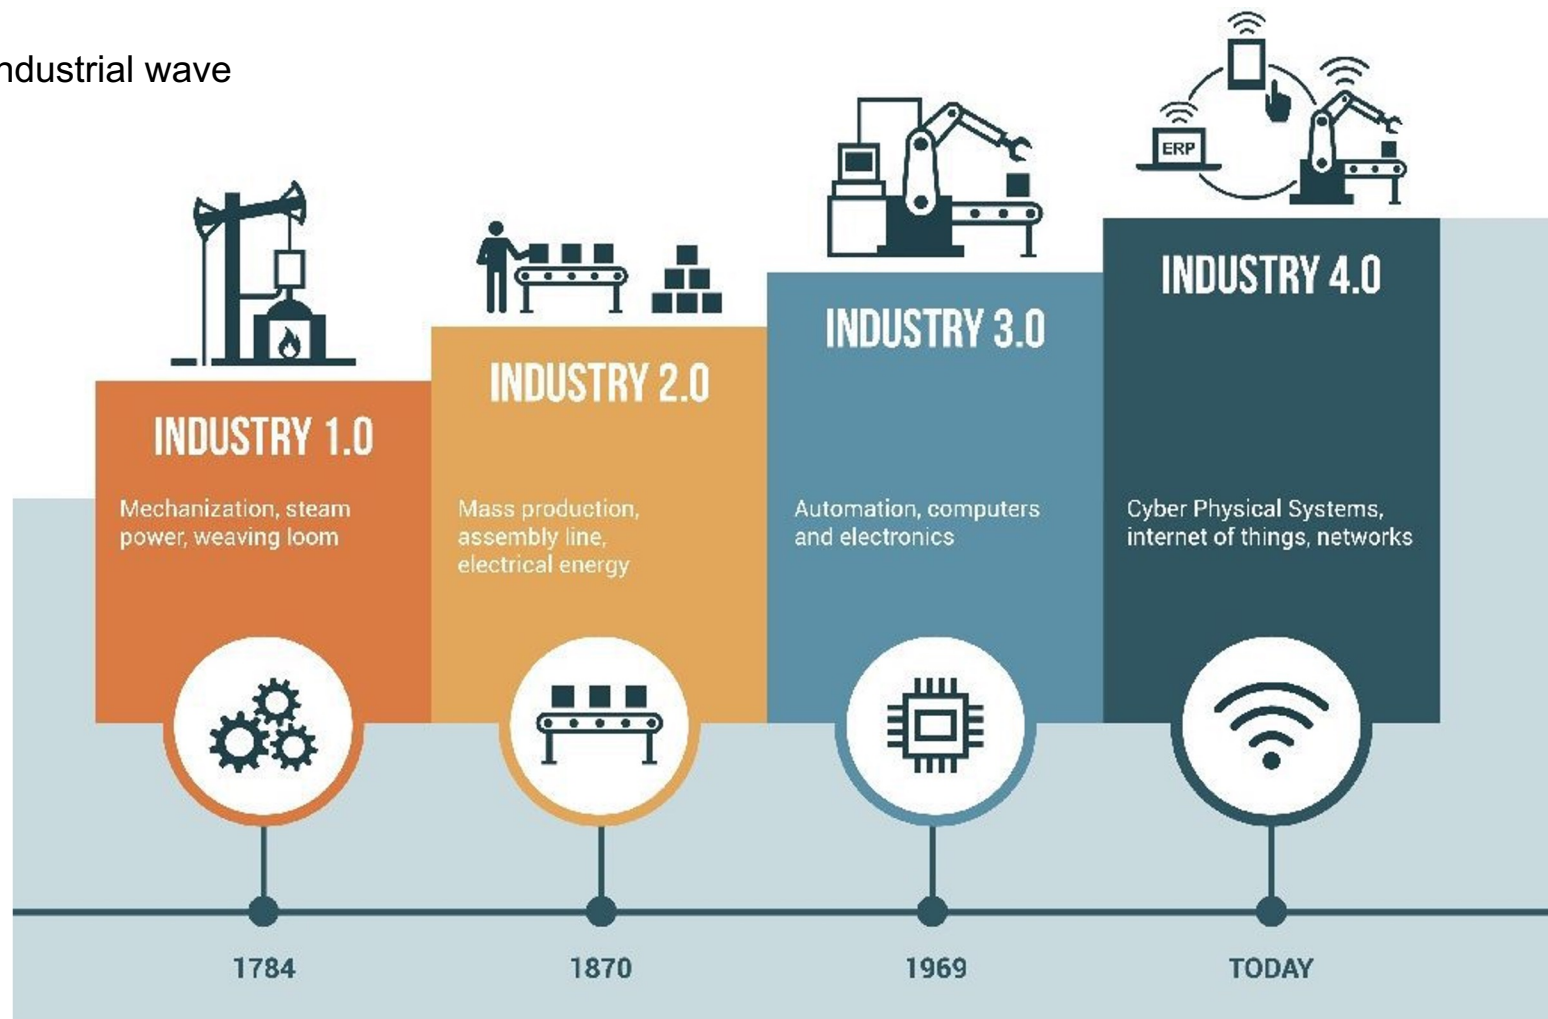 ndustrial wave
ERP
INDUSTRY 1.0
Mechanization, steam
power, weaving loom
INDUSTRY 2.0
Mass production,
assembly line,
electrical energy
INDUSTRY 3.0
Automation, computers
and electronics
INDUSTRY 4.0
Cyber Physical Systems,
internet of things, networks
1784
1870
1969
TODAY